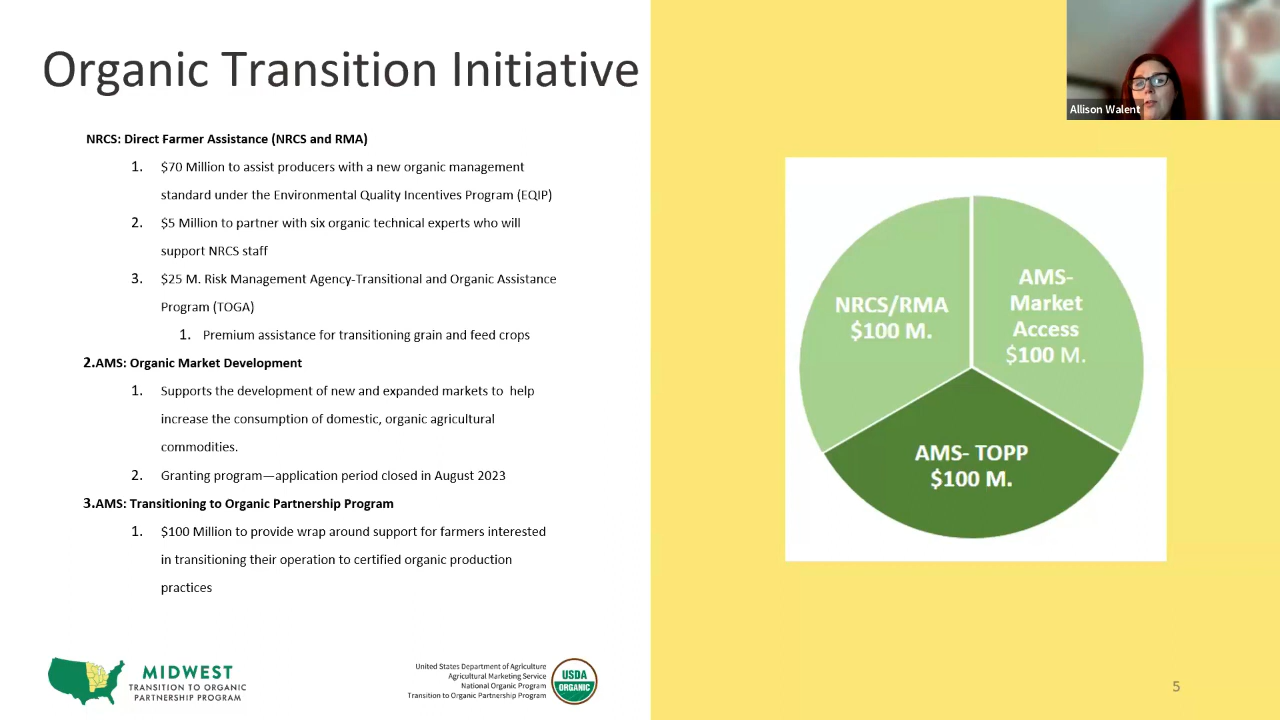 Organic Transition Initiative
Allison Walent
NRCS: Direct Farmer Assistance (NRCS and RMA)
1. $70 Million to assist producers with a new organic management
standard under the Environmental Quality Incentives Program (EQIP)
2. $5 Million to partner with six organic technical experts who will
support NRCS staff
3. $25 M. Risk Management Agency-Transitional and Organic Assistance
Program (TOGA)
1. Premium assistance for transitioning grain and feed crops
2.AMS: Organic Market Development
1. Supports the development of new and expanded markets to help
increase the consumption of domestic, organic agricultural
commodities.
2. Granting program—application period closed in August 2023
3.AMS: Transitioning to Organic Partnership Program
1. $100 Million to provide wrap around support for farmers interested
in transitioning their operation to certified organic production
practices
NRCS/RMA
$100 M.
AMS-
Market
Access
$100 M.
AMS- TOPP
$100 M.
MIDWEST
TRANSITION TO ORGANIC
PARTNERSHIP PROGRAM
United States Department of Agriculture
Agricultural Marketing Service
National Organic Program
Transition to Organic Partnership Program
USDA
ORGANIC
5